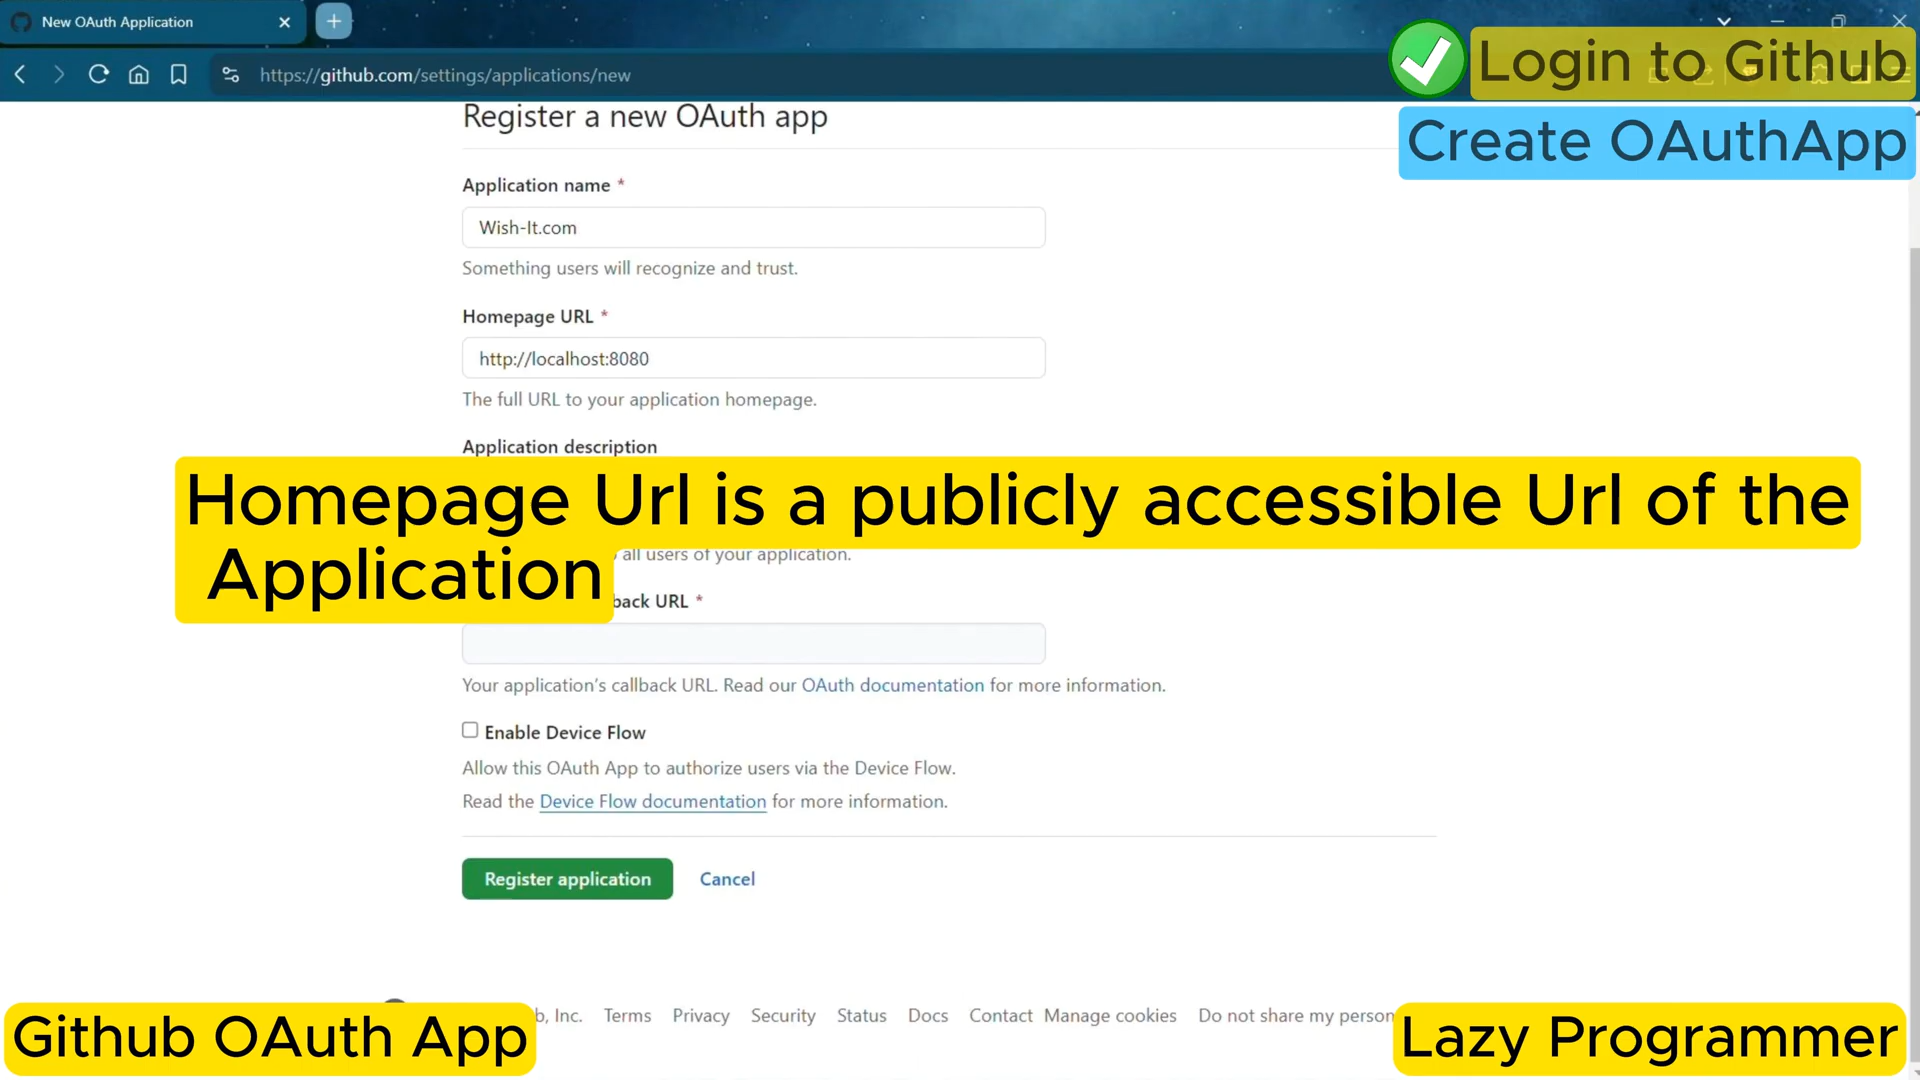 New OAuth Application
https://github.com/settings/applications/new
Login to Github
Create OAuthApp
Register a new OAuth app
Application name *
Wish-It.com
Something users will recognize and trust.
Homepage URL *
http://localhost:8080
The full URL to your application homepage.
Application description
Homepage Url is a publicly accessible Url of the
Application
all users of your application.
back URL *
Your application's callback URL. Read our OAuth documentation for more information.
Enable Device Flow
Allow this OAuth App to authorize users via the Device Flow.
Read the Device Flow documentation for more information.
Register application Cancel
b, Inc. Terms Privacy Security Status Docs Contact Manage cookies Do not share my person
Github OAuth App
Lazy Programmer